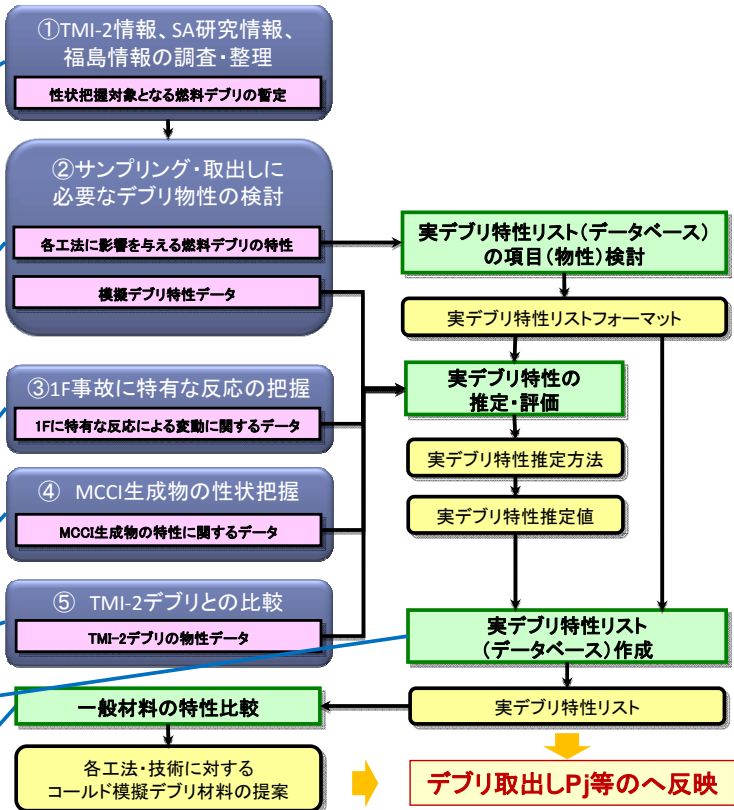 ①TMI-2情報、SA研究情報、
福島情報の調査・整理
性状把握対象となる燃料デブリの暫定
②サンプリング・取出しに
必要なデブリ物性の検討
各工法に影響を与える燃料デブリの特性
模擬デブリ特性データ
③1F事故に特有な反応の把握
1Fに特有な反応による変動に関するデータ
④ MCCI生成物の性状把握
MCCI生成物の特性に関するデータ
⑤ TMI-2デブリとの比較
TMI-2デブリの物性データ
実デブリ特性リスト(データベース)
の項目(物性)検討
実デブリ特性リストフォーマット
実デブリ特性の
推定・評価
実デブリ特性推定方法
実デブリ特性推定値
実デブリ特性リスト
(データベース)作成
実デブリ特性リスト
一般材料の特性比較
各工法・技術に対する
コールド模擬デブリ材料の提案
デブリ取出しPj等のへ反映